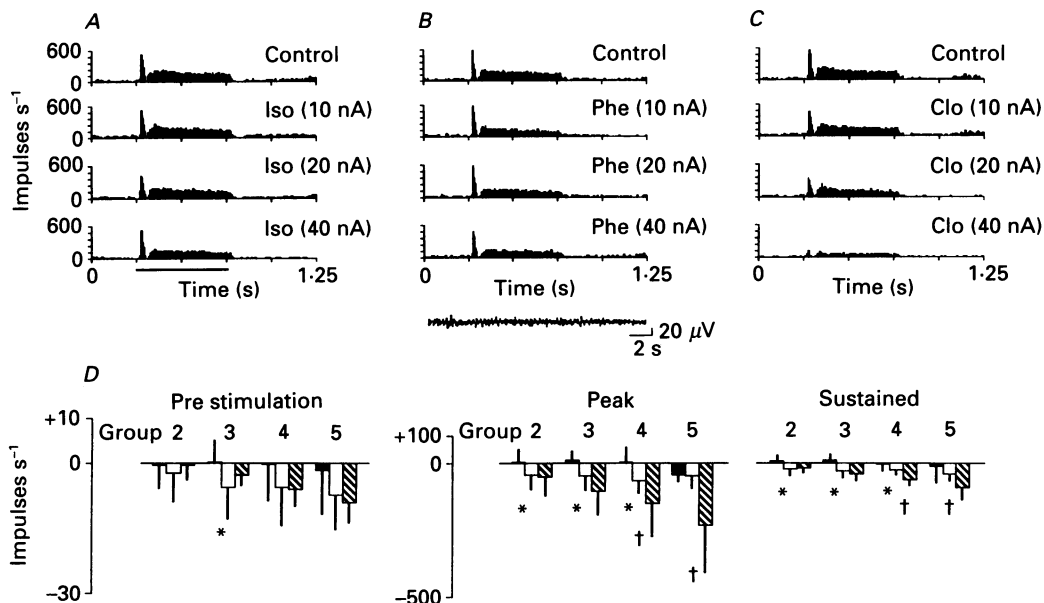 A
B
C
600
0
Control
Control
Control
600
0
Iso (10 nA)
Phe (10 nA)
Clo (10 nA)
600
0
Iso (20 nA)
Phe (20 nA)
Clo (20 nA)
600
0
Iso (40 nA)
Phe (40 nA)
Clo (40 nA)
Impulses s⁻¹
0
1·25
0
1·25
0
1·25
Time (s)
Time (s)
Time (s)
20 μV
2 s
D
Pre stimulation
Peak
Sustained
+10
0
−30
Impulses s⁻¹
Group 2 3 4 5
*
+100
0
−500
Group 2 3 4 5
* * * † †
2 3 4 5
* * * † †